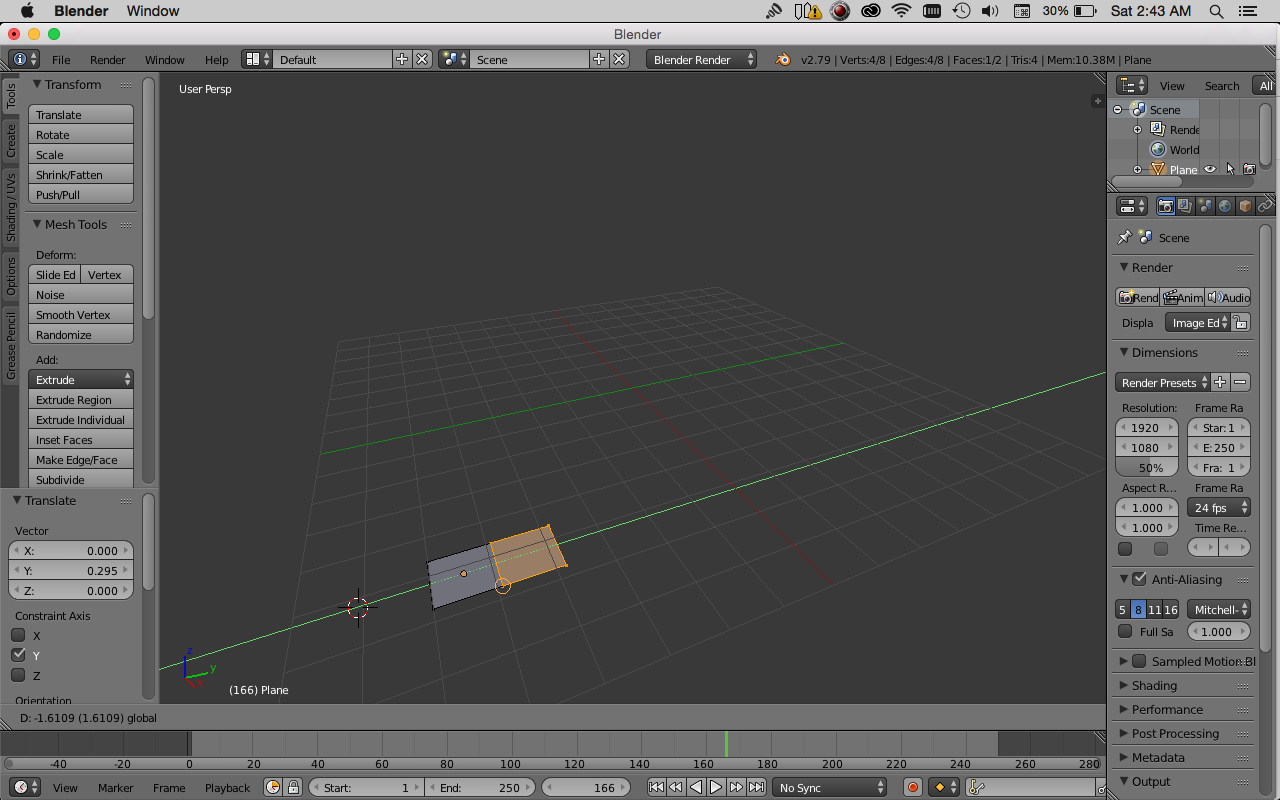 Blender Window 30% Sat 2:43 AM
Blender
File Render Window Help Default Scene Blender Render v2.79 | Verts:4/8 | Edges:4/8 | Faces:1/2 | Tris:4 | Mem:10.38M | Plane
Tools
Create
Shading / UVs
Options
Grease Pencil
Transform
Translate
Rotate
Scale
Shrink/Fatten
Push/Pull
Mesh Tools
Deform:
Slide Ed Vertex
Noise
Smooth Vertex
Randomize
Add:
Extrude
Extrude Region
Extrude Individual
Inset Faces
Make Edge/Face
Subdivide
Translate
Vector
X: 0.000
Y: 0.295
Z: 0.000
Constraint Axis
X
Y
Z
Orientation
User Persp
z
y
(166) Plane
D: -1.6109 (1.6109) global
-40 -20 0 20 40 60 80 100 120 140 160 180 200 220 240 260 280
View Marker Frame Playback Start: 1 End: 250 166 No Sync
View Search All
Scene
Rende
World
Plane
Scene
Render
Rend Anim Audio
Displa Image Ed
Dimensions
Render Presets
Resolution: Frame Ra
1920 Star: 1
1080 E: 250
50% Fra: 1
Aspect R... Frame Ra
1.000 24 fps
1.000 Time Re...
Anti-Aliasing
5 8 11 16 Mitchell-
Full Sa 1.000
Sampled Motion Bl
Shading
Performance
Post Processing
Metadata
Output